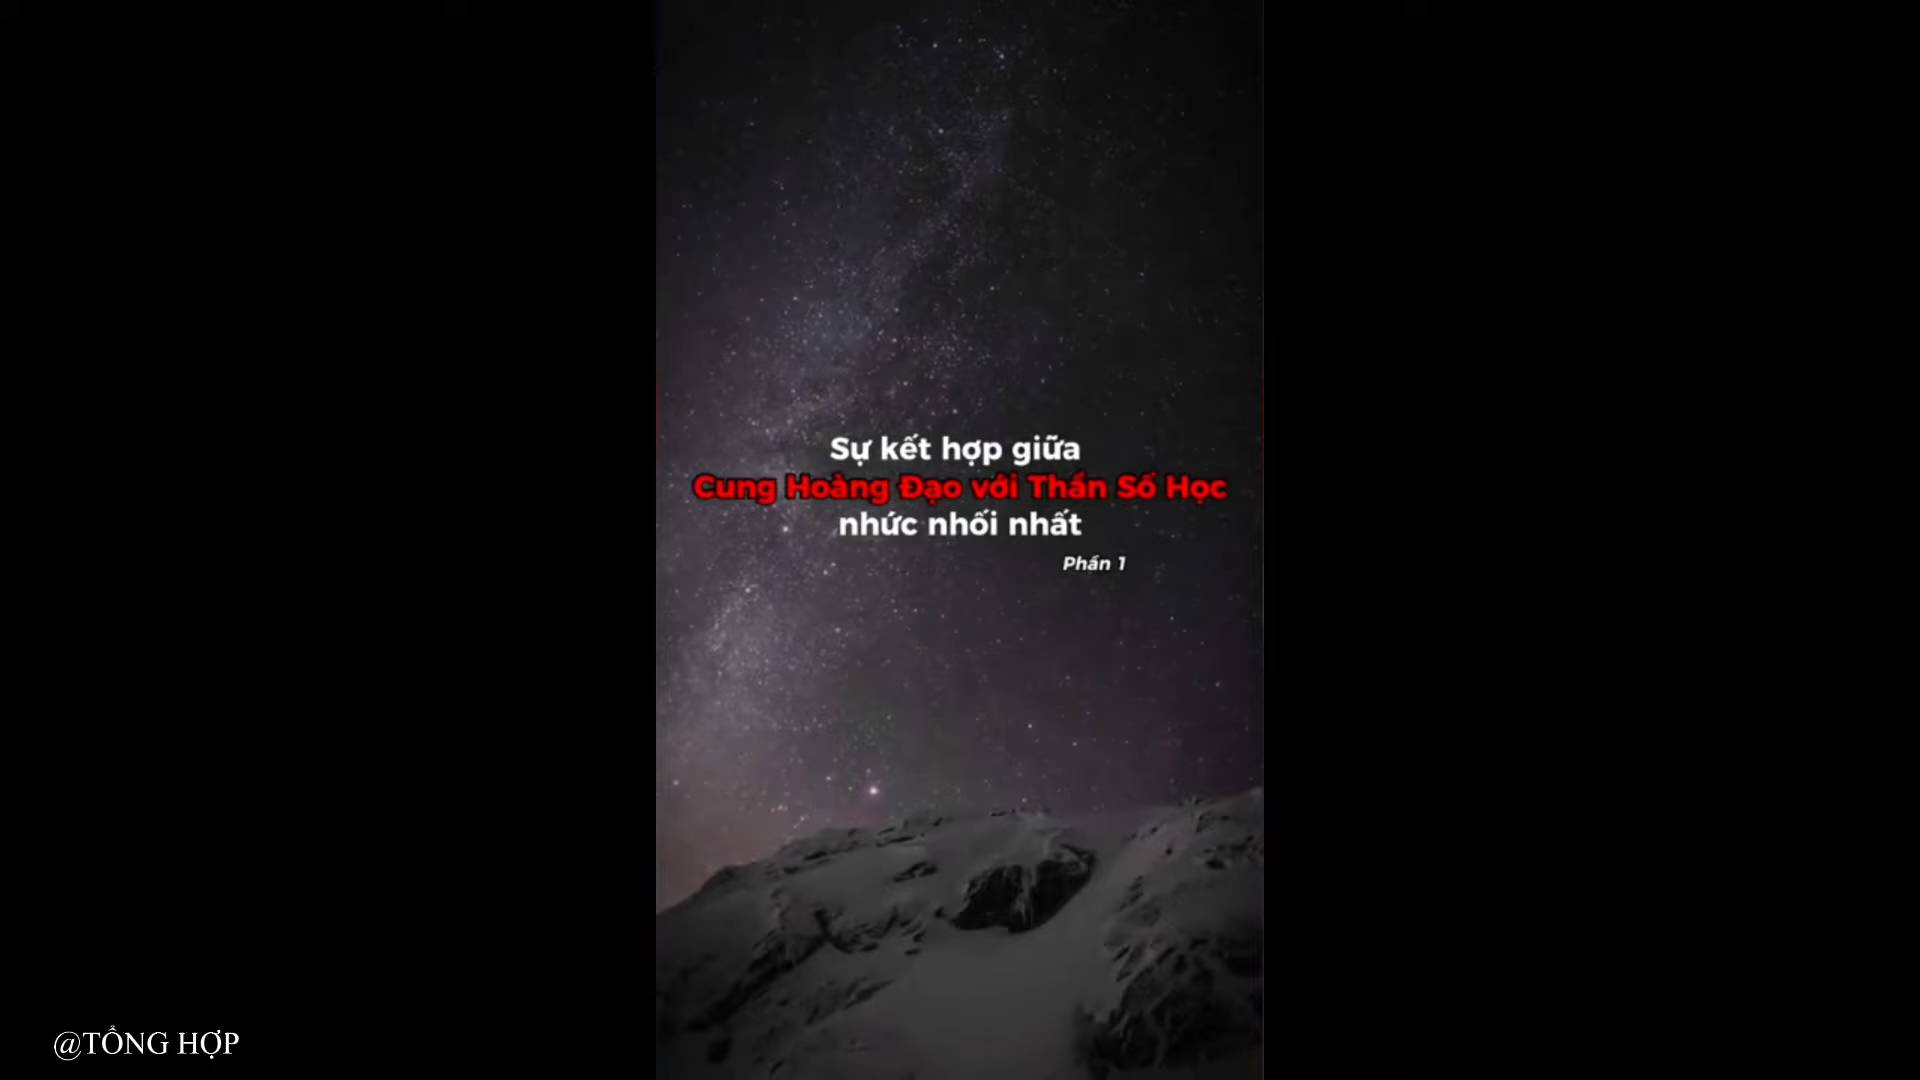 Sự kết hợp giữa
Cung Hoàng Đạo với Thần Số Học
nhức nhối nhất
Phần 1
@TỔNG HỢP